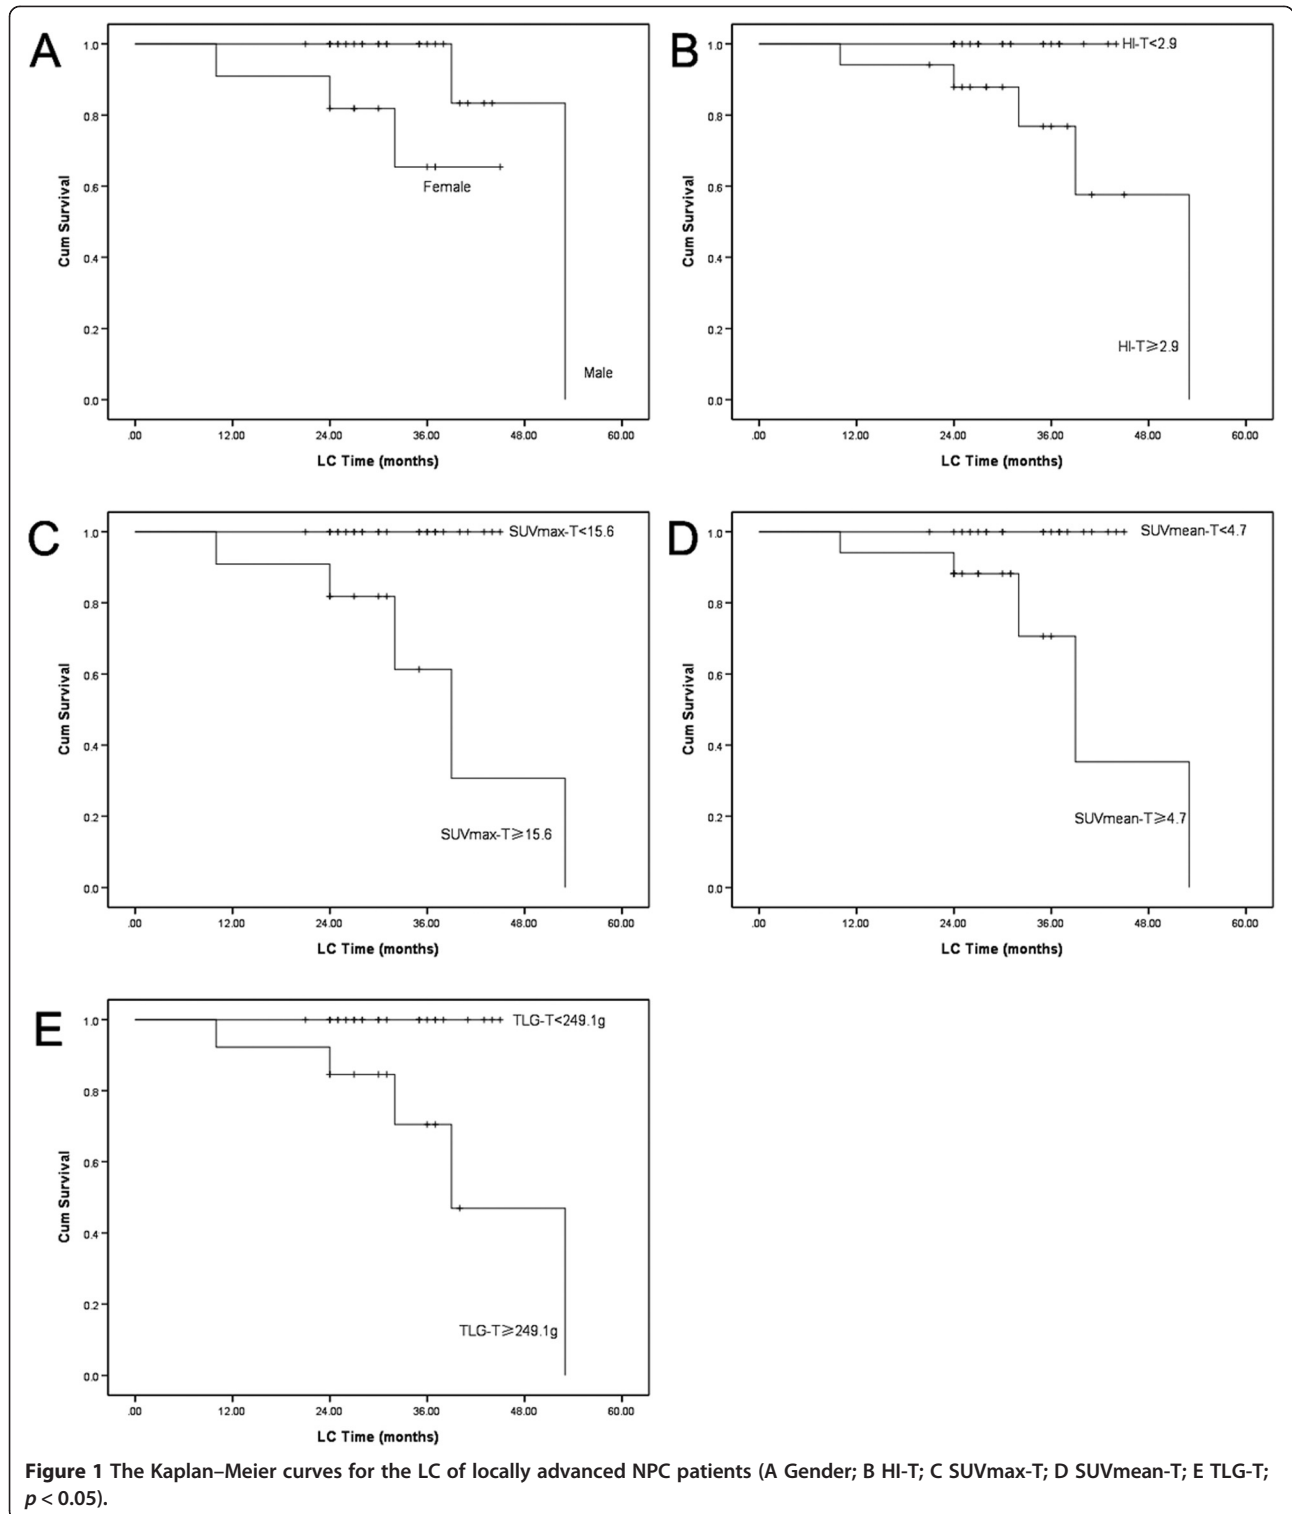 A
1.0
0.8
0.6
0.4
0.2
0.0
Cum Survival
Female
Male
.00 12.00 24.00 36.00 48.00 60.00
LC Time (months)
B
1.0
0.8
0.6
0.4
0.2
0.0
Cum Survival
HI-T<2.9
HI-T⩾2.9
.00 12.00 24.00 36.00 48.00 60.00
LC Time (months)
C
1.0
0.8
0.6
0.4
0.2
0.0
Cum Survival
SUVmax-T<15.6
SUVmax-T⩾15.6
.00 12.00 24.00 36.00 48.00 60.00
LC Time (months)
D
1.0
0.8
0.6
0.4
0.2
0.0
Cum Survival
SUVmean-T<4.7
SUVmean-T⩾4.7
.00 12.00 24.00 36.00 48.00 60.00
LC Time (months)
E
1.0
0.8
0.6
0.4
0.2
0.0
Cum Survival
TLG-T<249.1g
TLG-T⩾249.1g
.00 12.00 24.00 36.00 48.00 60.00
LC Time (months)
Figure 1 The Kaplan–Meier curves for the LC of locally advanced NPC patients (A Gender; B HI-T; C SUVmax-T; D SUVmean-T; E TLG-T;
p < 0.05).